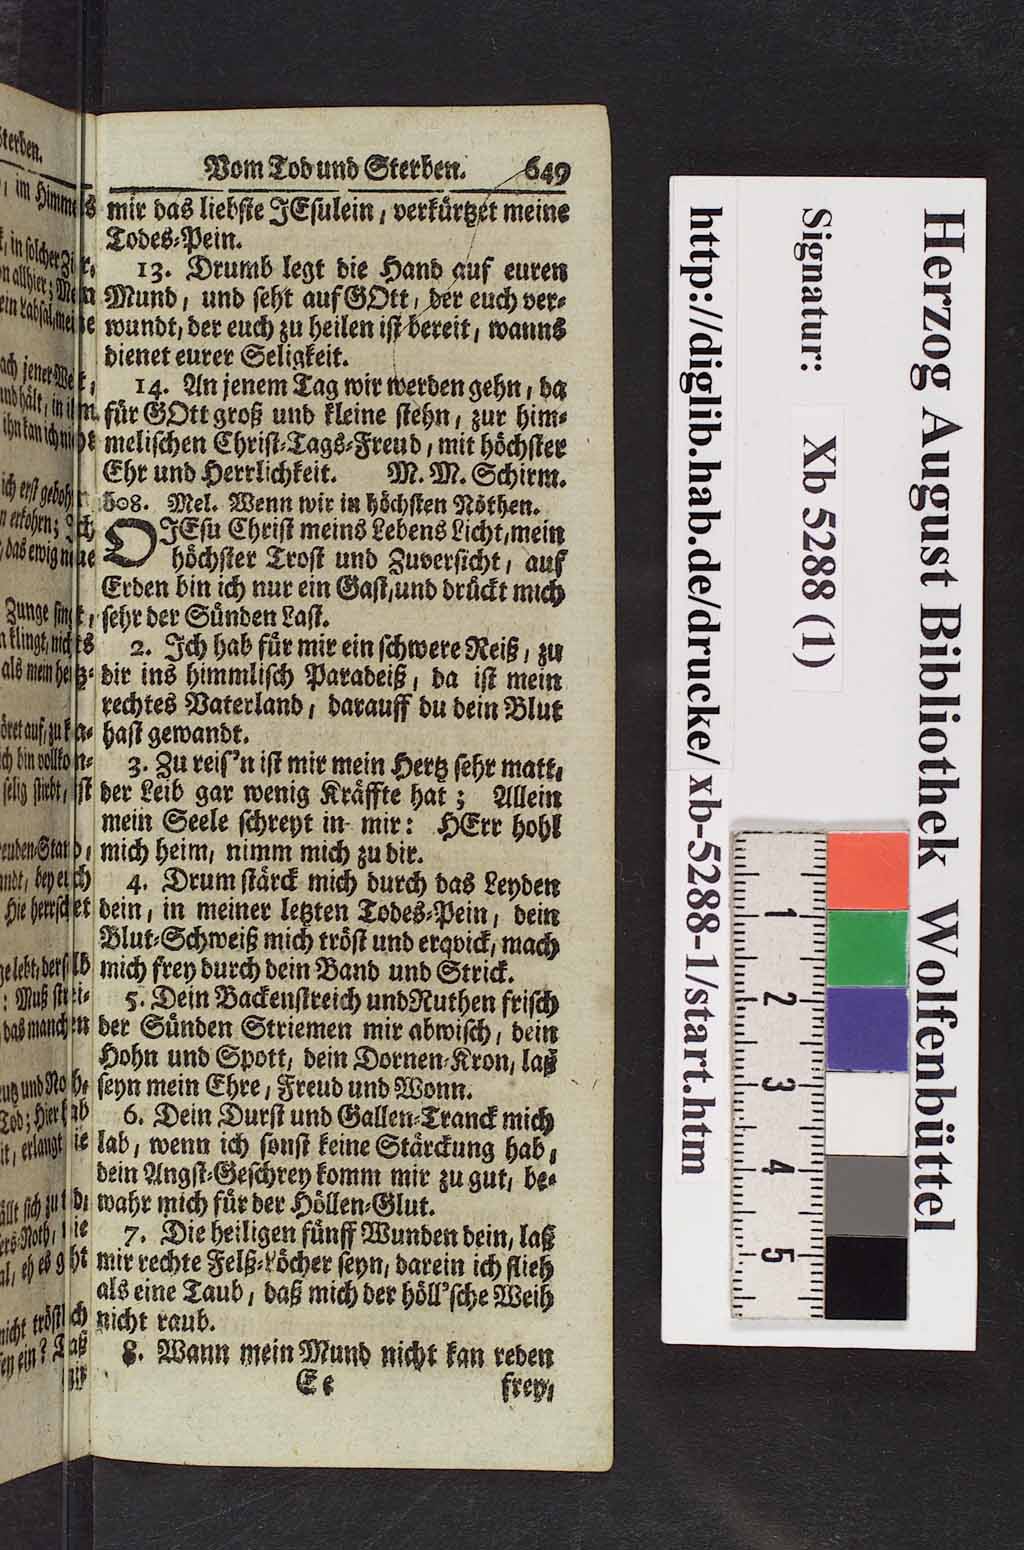 Vom Tod und Sterben. 649
mir das liebste JEsulein, verkürtzet meine
Todes-Pein.
13. Drumb legt die Hand auf euren
Mund, und seht auf GOtt, der euch ver-
wundt, der euch zu heilen ist bereit, wanns
dienet eurer Seligkeit.
14. An jenem Tag wir werden gehn, da
für GOtt groß und kleine stehn, zur him-
melischen Christ-Tags-Freud, mit höchster
Ehr und Herrlichkeit. M. M. Schirm.
808. Mel. Wenn wir in höchsten Nöthen.
O JEsu Christ meins Lebens Licht, mein
höchster Trost und Zuversicht, auf
Erden bin ich nur ein Gast, und drückt mich
sehr der Sünden Last.
2. Ich hab für mir ein schwere Reiß, zu
dir ins himmlisch Paradeiß, da ist mein
rechtes Vaterland, darauff du dein Blut
hast gewandt.
3. Zu reis'n ist mir mein Hertz sehr matt,
der Leib gar wenig Kräffte hat; Allein
mein Seele schreyt in mir: HErr hohl
mich heim, nimm mich zu dir.
4. Drum stärck mich durch das Leyden
dein, in meiner letzten Todes-Pein, dein
Blut-Schweiß mich tröst und erqvick, mach
mich frey durch dein Band und Strick.
5. Dein Backenstreich und Ruthen frisch
der Sünden Striemen mir abwisch, dein
Hohn und Spott, dein Dornen-Kron, laß
seyn mein Ehre, Freud und Wonn.
6. Dein Durst und Gallen-Tranck mich
lab, wenn ich sonst keine Stärckung hab,
dein Angst-Geschrey komm mir zu gut, be-
wahr mich für der Höllen-Glut.
7. Die heiligen fünff Wunden dein, laß
mir rechte Felß-Löcher seyn, darein ich flieh
als eine Taub, daß mich der höll'sche Weih
nicht raub.
8. Wann mein Mund nicht kan reden
Ee frey,
Herzog August Bibliothek Wolfenbüttel
Signatur: Xb 5288 (1)
http://diglib.hab.de/drucke/ xb-5288-1/start.htm
1
2
3
4
5